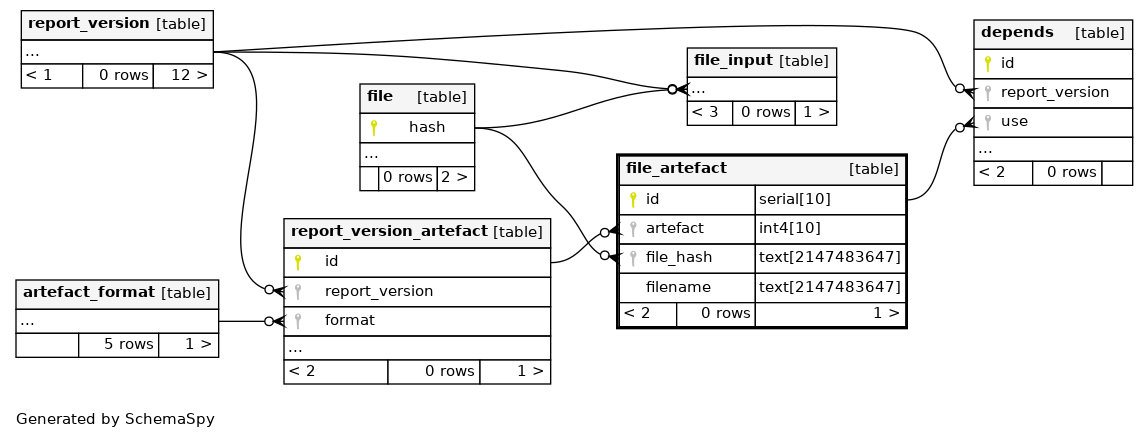 report_version [table]
...
< 1 0 rows 12 >
file [table]
hash
...
0 rows 2 >
file_input [table]
...
< 3 0 rows 1 >
depends [table]
id
report_version
use
...
< 2 0 rows
file_artefact [table]
id serial[10]
artefact int4[10]
file_hash text[2147483647]
filename text[2147483647]
< 2 0 rows 1 >
report_version_artefact [table]
id
report_version
format
...
< 2 0 rows 1 >
artefact_format [table]
...
5 rows 1 >
Generated by SchemaSpy